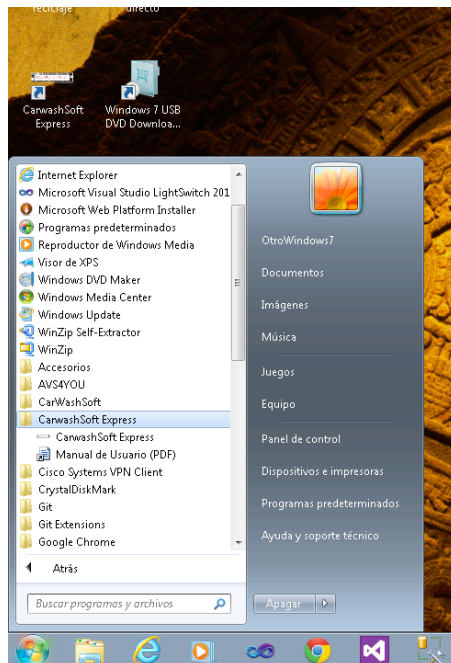 reciclaje
directo
CarwashSoft
Express
Windows 7 USB
DVD Downloa...
Internet Explorer
Microsoft Visual Studio LightSwitch 201
Microsoft Web Platform Installer
Programas predeterminados
Reproductor de Windows Media
Visor de XPS
Windows DVD Maker
Windows Media Center
Windows Update
WinZip Self-Extractor
WinZip
Accesorios
AVS4YOU
CarWashSoft
CarwashSoft Express
CarwashSoft Express
Manual de Usuario (PDF)
Cisco Systems VPN Client
CrystalDiskMark
Git
Git Extensions
Google Chrome
Atrás
Buscar programas y archivos
OtroWindows7
Documentos
Imágenes
Música
Juegos
Equipo
Panel de control
Dispositivos e impresoras
Programas predeterminados
Ayuda y soporte técnico
Apagar